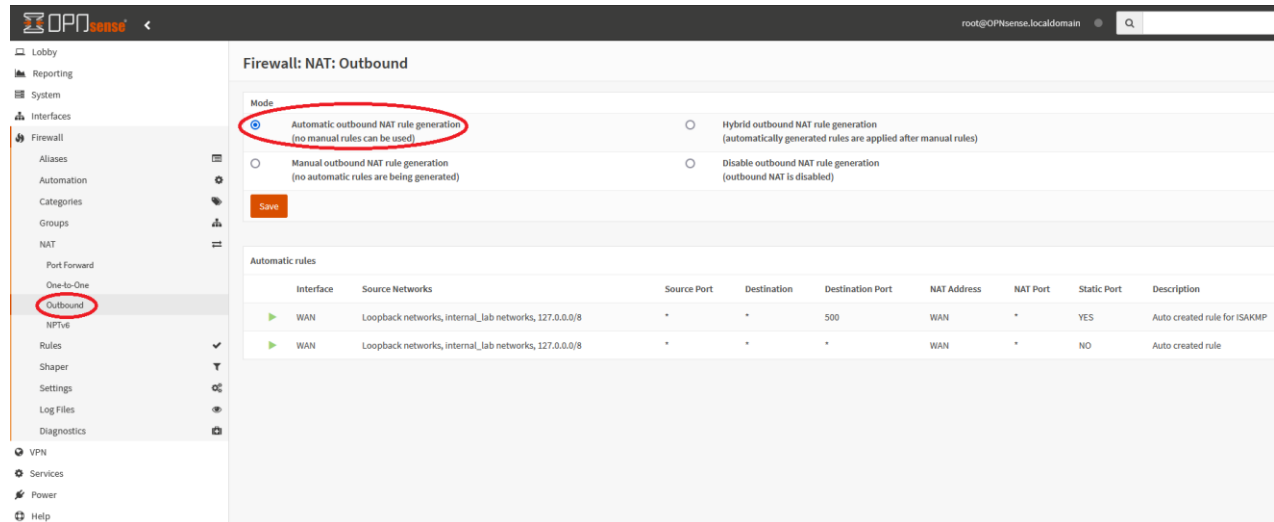 OPNsense
root@OPNsense.localdomain
Lobby
Reporting
System
Interfaces
Firewall
Aliases
Automation
Categories
Groups
NAT
Port Forward
One-to-One
Outbound
NPTv6
Rules
Shaper
Settings
Log Files
Diagnostics
VPN
Services
Power
Help
Firewall: NAT: Outbound
Mode
Automatic outbound NAT rule generation
(no manual rules can be used)
Hybrid outbound NAT rule generation
(automatically generated rules are applied after manual rules)
Manual outbound NAT rule generation
(no automatic rules are being generated)
Disable outbound NAT rule generation
(outbound NAT is disabled)
Save
Automatic rules
Interface Source Networks Source Port Destination Destination Port NAT Address NAT Port Static Port Description
WAN Loopback networks, internal_lab networks, 127.0.0.0/8 * * 500 WAN * YES Auto created rule for ISAKMP
WAN Loopback networks, internal_lab networks, 127.0.0.0/8 * * * WAN * NO Auto created rule